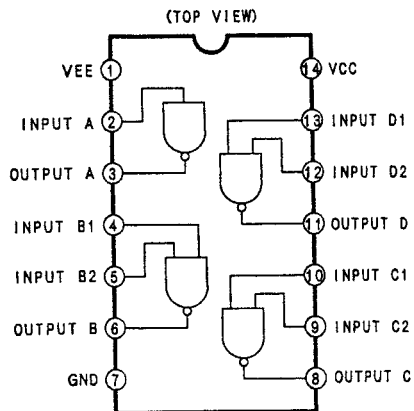 (TOP VIEW)
VEE 1
14 VCC
INPUT A 2
13 INPUT D1
OUTPUT A 3
12 INPUT D2
INPUT B1 4
11 OUTPUT D
INPUT B2 5
10 INPUT C1
OUTPUT B 6
9 INPUT C2
GND 7
8 OUTPUT C